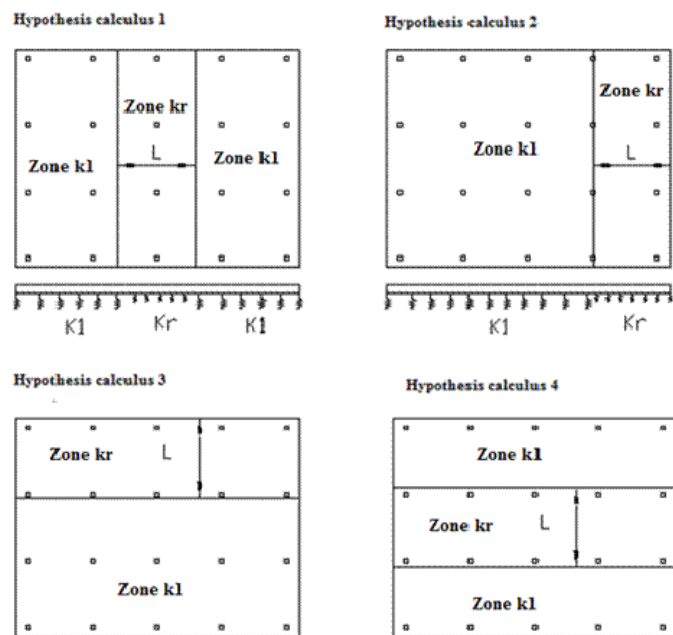 Hypothesis calculus 1
Zone kr
L
Zone k1
Zone k1
K1
Kr
K1
Hypothesis calculus 2
Zone kr
Zone k1
L
K1
Kr
Hypothesis calculus 3
Zone kr
L
Zone k1
Hypothesis calculus 4
Zone k1
Zone kr
L
Zone k1